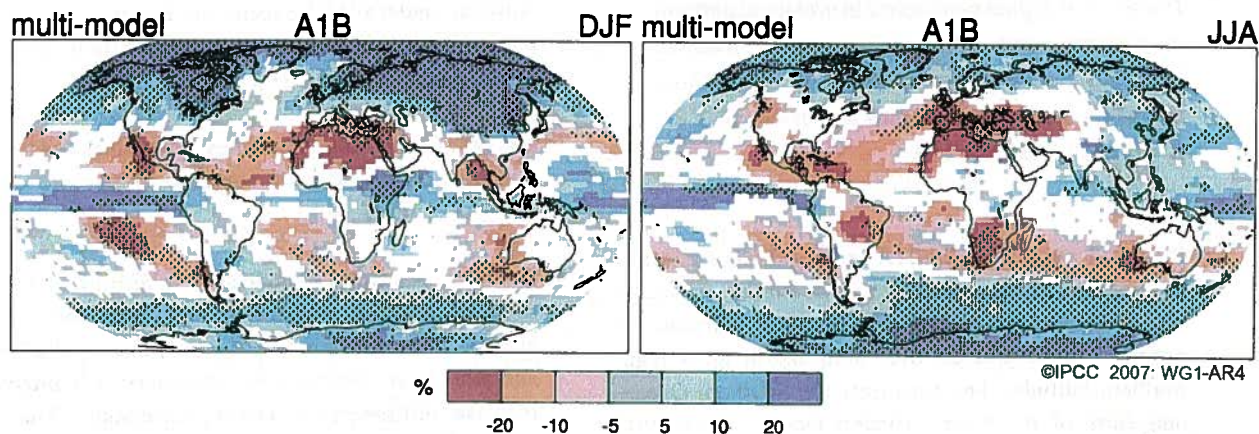 multi-model A1B DJF
multi-model A1B JJA
©IPCC 2007: WG1-AR4
%
-20 -10 -5 5 10 20